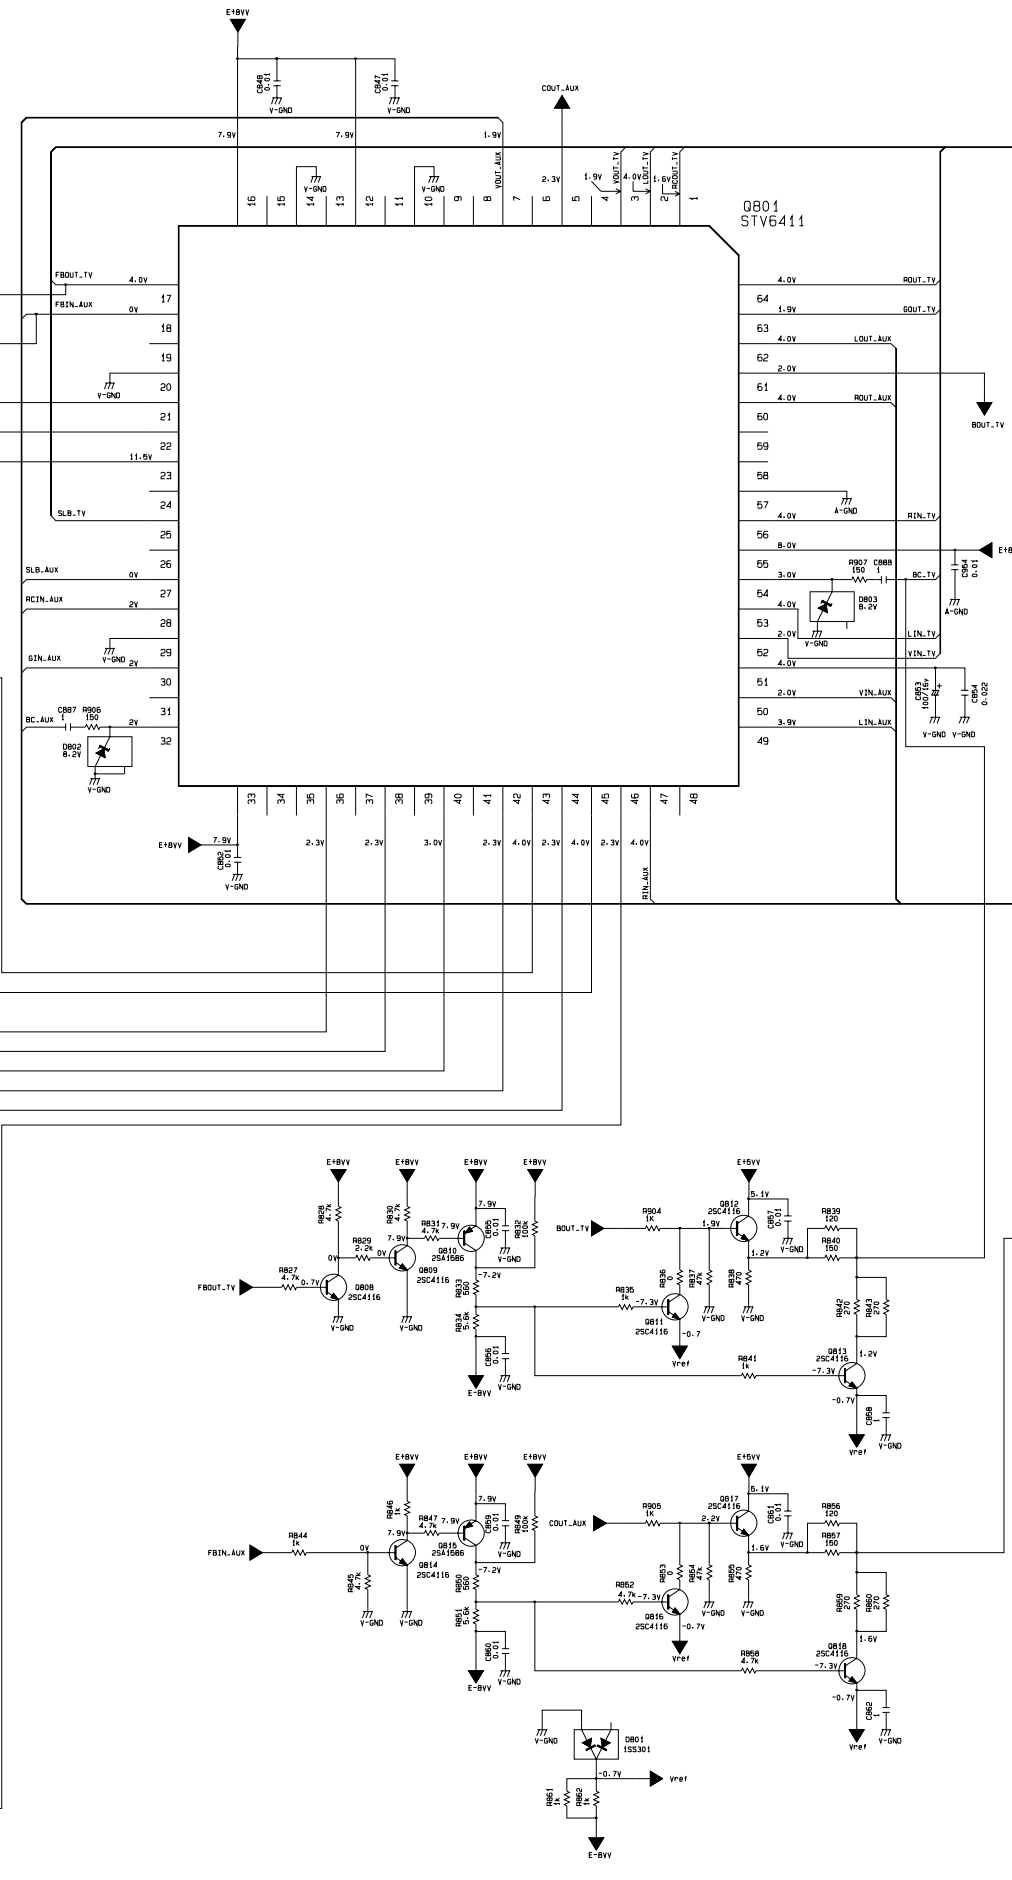 E+8VV
C848
0.01
V-GND
C847
0.01
V-GND
COUT_AUX
7.9V
7.9V
1.9V
VOUT_AUX
2.3V
1.9V
VOUT_TV
4.0V
LOUT_TV
1.6V
RCOUT_TV
V-GND
V-GND
16
15
14
13
12
11
10
9
8
7
6
5
4
3
2
1
Q801
STV6411
FBOUT_TV
4.0V
17
FBIN_AUX
0V
18
19
V-GND
20
21
22
11.5V
23
24
SLB_TV
25
26
SLB_AUX
0V
27
RCIN_AUX
2V
28
V-GND
29
GIN_AUX
2V
30
31
BC_AUX
C887
1
R906
150
2V
32
D802
8.2V
V-GND
4.0V
ROUT_TV
64
1.9V
GOUT_TV
63
4.0V
LOUT_AUX
62
2.0V
61
4.0V
ROUT_AUX
60
BOUT_TV
59
58
57
A-GND
4.0V
RIN_TV
56
8.0V
E+8
55
C954
0.01
A-GND
3.0V
R907
150
C888
1
BC_TV
54
D803
8.2V
V-GND
4.0V
LIN_TV
53
2.0V
VIN_TV
52
4.0V
51
C853
100/16v
+
V-GND
C854
0.022
V-GND
2.0V
VIN_AUX
50
3.9V
LIN_AUX
49
33
34
35
36
37
38
39
40
41
42
43
44
45
46
47
48
E+8VV
7.9V
C852
0.01
V-GND
2.3V
2.3V
3.0V
2.3V
4.0V
2.3V
4.0V
2.3V
4.0V
RIN_AUX
E+8VV
E+8VV
E+8VV
E+8VV
E+5VV
R828
4.7k
R830
4.7k
R831
4.7k
7.9V
7.9V
7.9V
C855
0.01
V-GND
R832
100k
R829
2.2k
0V
0V
Q810
2SA1586
Q809
2SC4116
V-GND
R827
4.7k
0.7V
FBOUT_TV
Q808
2SC4116
V-GND
-7.2V
R833
560
R834
5.6k
C856
0.01
V-GND
E-8VV
BOUT_TV
R904
1K
1.9V
Q812
2SC4116
5.1V
C857
0.01
V-GND
1.2V
R839
120
R840
150
R836
0
R837
47k
V-GND
R838
470
V-GND
R835
1k
-7.3V
Q811
2SC4116
-0.7
Vref
R842
270
R843
270
R841
1k
-7.3V
Q813
2SC4116
1.2V
-0.7V
C858
1
Vref
V-GND
E+8VV
E+8VV
E+8VV
E+5VV
R846
1k
R847
4.7k
7.9V
7.9V
7.9V
C859
0.01
V-GND
R849
100k
R844
1k
0V
FBIN_AUX
R845
4.7k
V-GND
Q814
2SC4116
V-GND
Q815
2SA1586
-7.2V
R850
560
R851
5.6k
C860
0.01
V-GND
E-8VV
COUT_AUX
R905
1K
2.2V
Q817
2SC4116
5.1V
C861
0.01
V-GND
1.6V
R856
120
R857
150
R853
0
R854
47k
V-GND
R855
470
V-GND
R852
4.7k
-7.3V
Q816
2SC4116
-0.7V
Vref
R859
270
R860
270
R858
4.7k
-7.3V
Q818
2SC4116
1.6V
-0.7V
C862
1
Vref
V-GND
V-GND
D801
1SS301
-0.7V
Vref
R861
1k
R862
1k
E-8VV